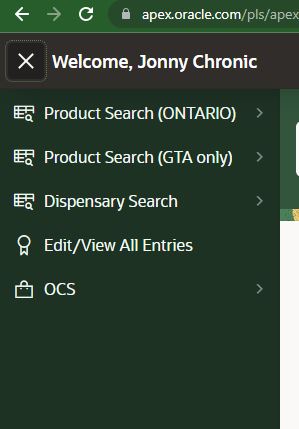 apex.oracle.com/pls/apex
Welcome, Jonny Chronic
Product Search (ONTARIO)
Product Search (GTA only)
Dispensary Search
Edit/View All Entries
OCS